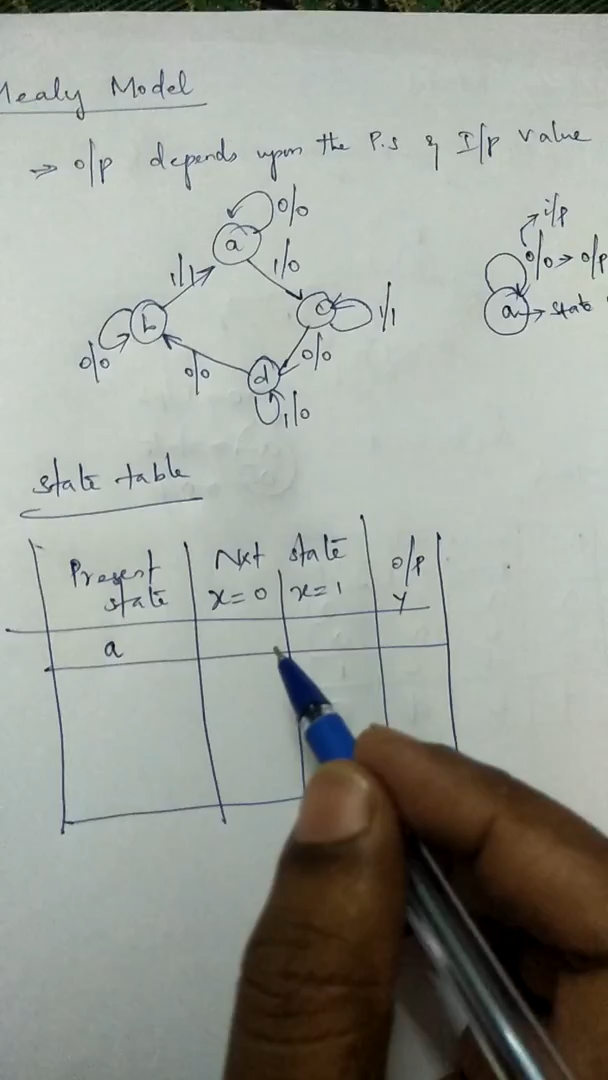 Mealy Model
⇒ o/p depends upon the P.S & I/p value
0/0
a
1/1
1/0
b
c
1/1
0/0
0/0
0/0
d
1/0
i/p
0/0 → o/p
a → state
State table
Present state
Nxt state
x=0
x=1
o/p
Y
a